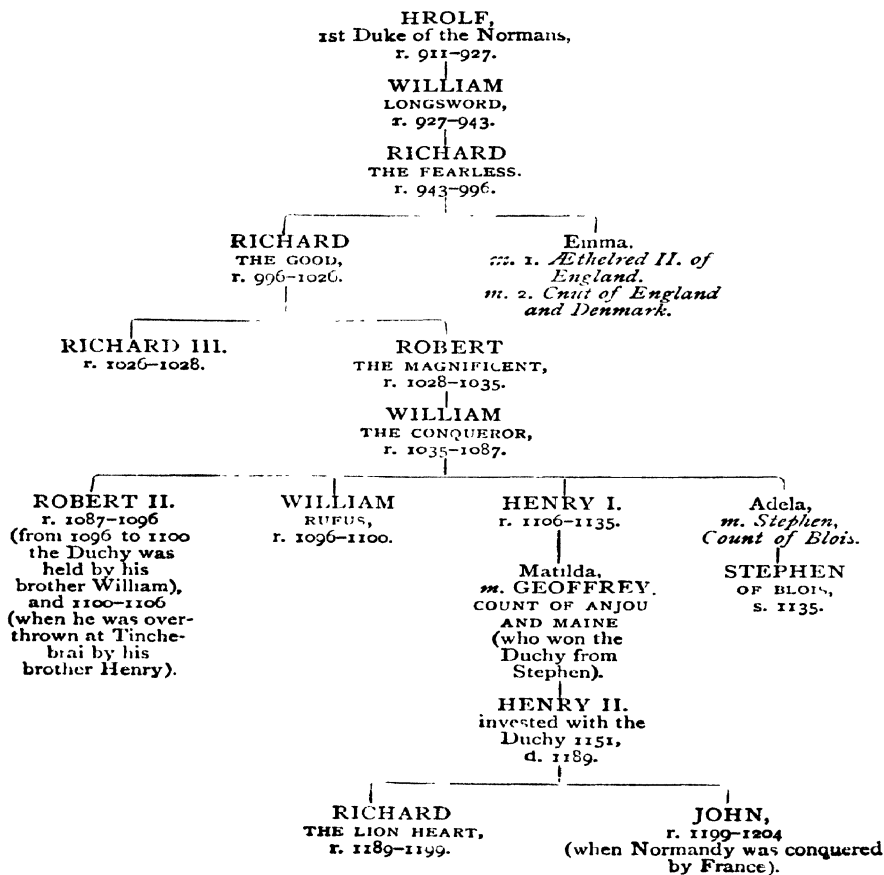 HROLF,
1st Duke of the Normans,
r. 911–927.
WILLIAM
LONGSWORD,
r. 927–943.
RICHARD
THE FEARLESS.
r. 943–996.
RICHARD
THE GOOD,
r. 996–1026.
Emma.
m. 1. Æthelred II. of
England.
m. 2. Cnut of England
and Denmark.
RICHARD III.
r. 1026–1028.
ROBERT
THE MAGNIFICENT,
r. 1028–1035.
WILLIAM
THE CONQUEROR,
r. 1035–1087.
ROBERT II.
r. 1087–1096
(from 1096 to 1100
the Duchy was
held by his
brother William),
and 1100–1106
(when he was over-
thrown at Tinche-
brai by his
brother Henry).
WILLIAM
RUFUS,
r. 1096–1100.
HENRY I.
r. 1106–1135.
Matilda,
m. GEOFFREY,
COUNT OF ANJOU
AND MAINE
(who won the
Duchy from
Stephen).
HENRY II.
invested with the
Duchy 1151,
d. 1189.
Adela,
m. Stephen,
Count of Blois.
STEPHEN
OF BLOIS,
s. 1135.
RICHARD
THE LION HEART,
r. 1189–1199.
JOHN,
r. 1199–1204
(when Normandy was conquered
by France).